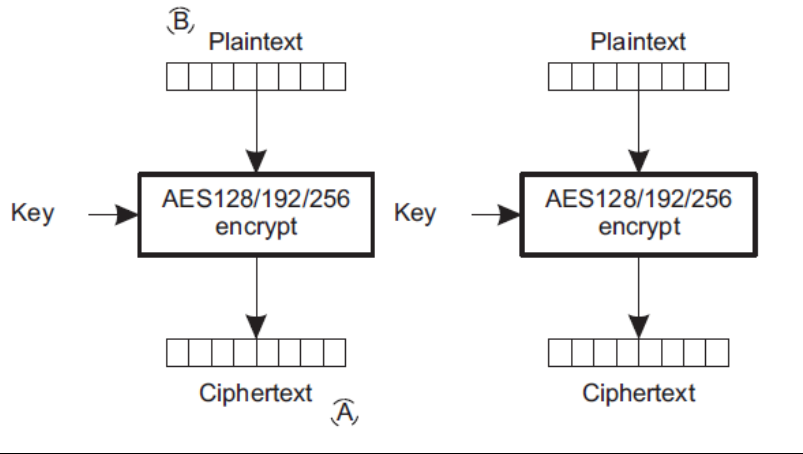 B
Plaintext
Plaintext
Key
AES128/192/256
encrypt
Key
AES128/192/256
encrypt
Ciphertext
Ciphertext
A